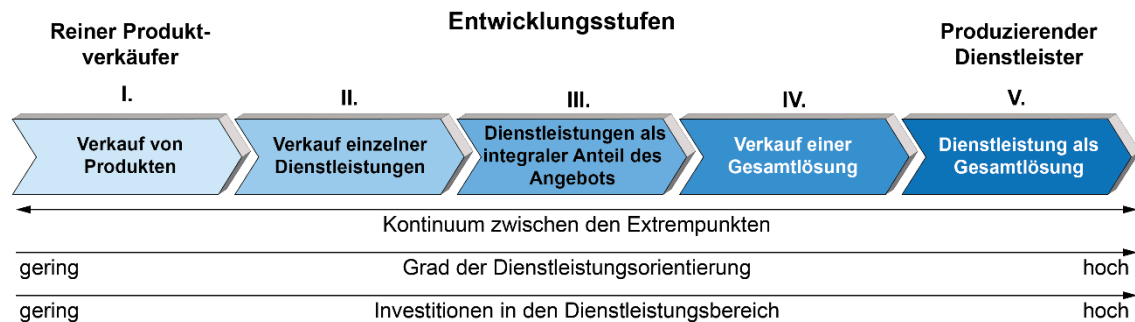 Entwicklungsstufen
Reiner Produkt-
verkäufer
Produzierender
Dienstleister
I.
II.
III.
IV.
V.
Verkauf von
Produkten
Verkauf einzelner
Dienstleistungen
Dienstleistungen als
integraler Anteil des
Angebots
Verkauf einer
Gesamtlösung
Dienstleistung als
Gesamtlösung
Kontinuum zwischen den Extrempunkten
gering
Grad der Dienstleistungsorientierung
hoch
gering
Investitionen in den Dienstleistungsbereich
hoch